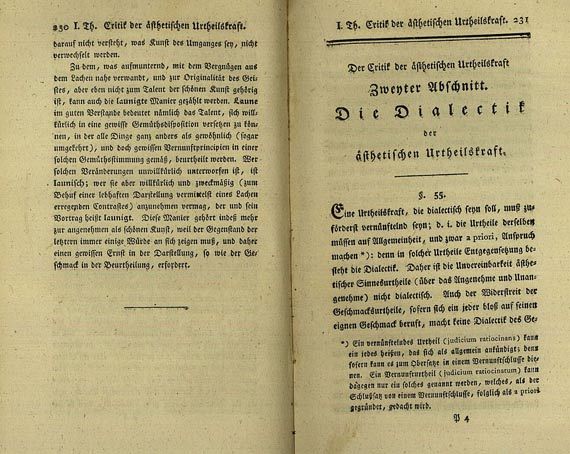 230 I. Th. Critik der ästhetischen Urtheilskraft.
darauf nicht versteht, was Kunst des Umganges sey, nicht
verwechselt werden.
Zu dem, was aufmunternd, mit dem Vergnügen aus
dem Lachen nahe verwandt, und zur Originalität des Gei-
stes, aber eben nicht zum Talent der schönen Kunst gehörig
ist, kann auch die launigte Manier gezählt werden. Laune
im guten Verstande bedeutet nämlich das Talent, sich will-
kürlich in eine gewisse Gemüthsdisposition versetzen zu kön-
nen, in der alle Dinge ganz anders als gewöhnlich (sogar
umgekehrt), und doch gewissen Vernunftprincipien in einer
solchen Gemüthsstimmung gemäß, beurtheilt werden. Wer
solchen Veränderungen unwillkürlich unterworfen ist, ist
launisch; wer sie aber willkürlich und zweckmäßig (zum
Behuf einer lebhaften Darstellung vermittelst eines Lachen
erregenden Contrastes) anzunehmen vermag, der und sein
Vortrag heißt launigt. Diese Manier gehört indeß mehr
zur angenehmen als schönen Kunst, weil der Gegenstand der
letztern immer einige Würde an sich zeigen muß, und daher
einen gewissen Ernst in der Darstellung, so wie der Ge-
schmack in der Beurtheilung, erfordert.
I. Th. Critik der ästhetischen Urtheilskraft. 231
Der Critik der ästhetischen Urtheilskraft
Zweyter Abschnitt.
Die Dialectik
der
ästhetischen Urtheilskraft.
§. 55.
Eine Urtheilskraft, die dialectisch seyn soll, muß zu-
förderst vernünftelnd seyn; d. i. die Urtheile derselben
müssen auf Allgemeinheit, und zwar a priori, Anspruch
machen *): denn in solcher Urtheile Entgegensetzung be-
steht die Dialectik. Daher ist die Unvereinbarkeit ästhe-
tischer Sinnesurtheile (über das Angenehme und Unan-
genehme) nicht dialectisch. Auch der Widerstreit der
Geschmacksurtheile, sofern sich ein jeder bloß auf seinen
eignen Geschmack beruft, macht keine Dialectik des Ge-
*) Ein vernünftelndes Urtheil (judicium ratiocinans) kann
ein jedes heißen, das sich als allgemein ankündigt; denn
sofern kann es zum Obersatze in einem Vernunftschlusse die-
nen. Ein Vernunfturtheil (judicium ratiocinatum) kann
dagegen nur ein solches genannt werden, welches, als der
Schlußsatz von einem Vernunftschlusse, folglich als a priori
gegründet, gedacht wird.
P 4